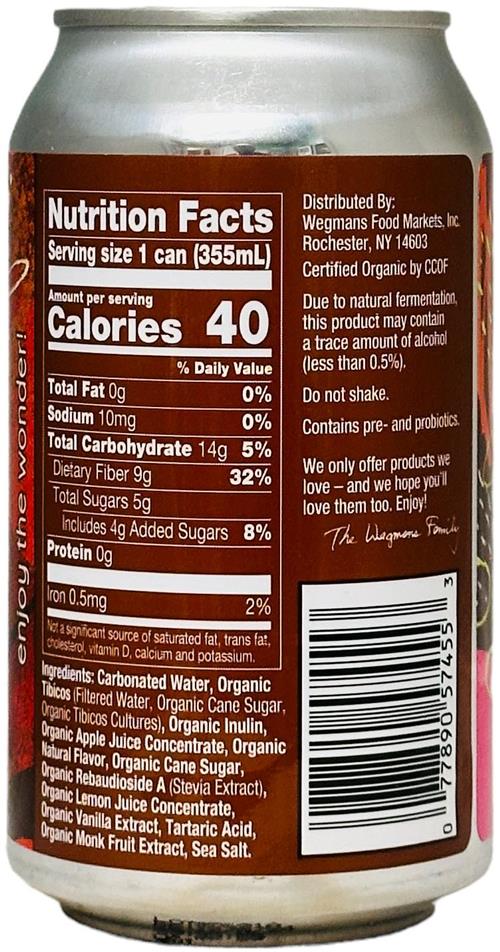 enjoy the wonder!
Nutrition Facts
Serving size 1 can (355mL)
Amount per serving
Calories 40
% Daily Value
Total Fat 0g 0%
Sodium 10mg 0%
Total Carbohydrate 14g 5%
Dietary Fiber 9g 32%
Total Sugars 5g
Includes 4g Added Sugars 8%
Protein 0g
Iron 0.5mg 2%
Not a significant source of saturated fat, trans fat,
cholesterol, vitamin D, calcium and potassium.
Ingredients: Carbonated Water, Organic
Tibicos (Filtered Water, Organic Cane Sugar,
Organic Tibicos Cultures), Organic Inulin,
Organic Apple Juice Concentrate, Organic
Natural Flavor, Organic Cane Sugar,
Organic Rebaudioside A (Stevia Extract),
Organic Lemon Juice Concentrate,
Organic Vanilla Extract, Tartaric Acid,
Organic Monk Fruit Extract, Sea Salt.
Distributed By:
Wegmans Food Markets, Inc.
Rochester, NY 14603
Certified Organic by CCOF
Due to natural fermentation,
this product may contain
a trace amount of alcohol
(less than 0.5%).
Do not shake.
Contains pre- and probiotics.
We only offer products we
love – and we hope you'll
love them too. Enjoy!
The Wegmans Family
0 77890 57455 3